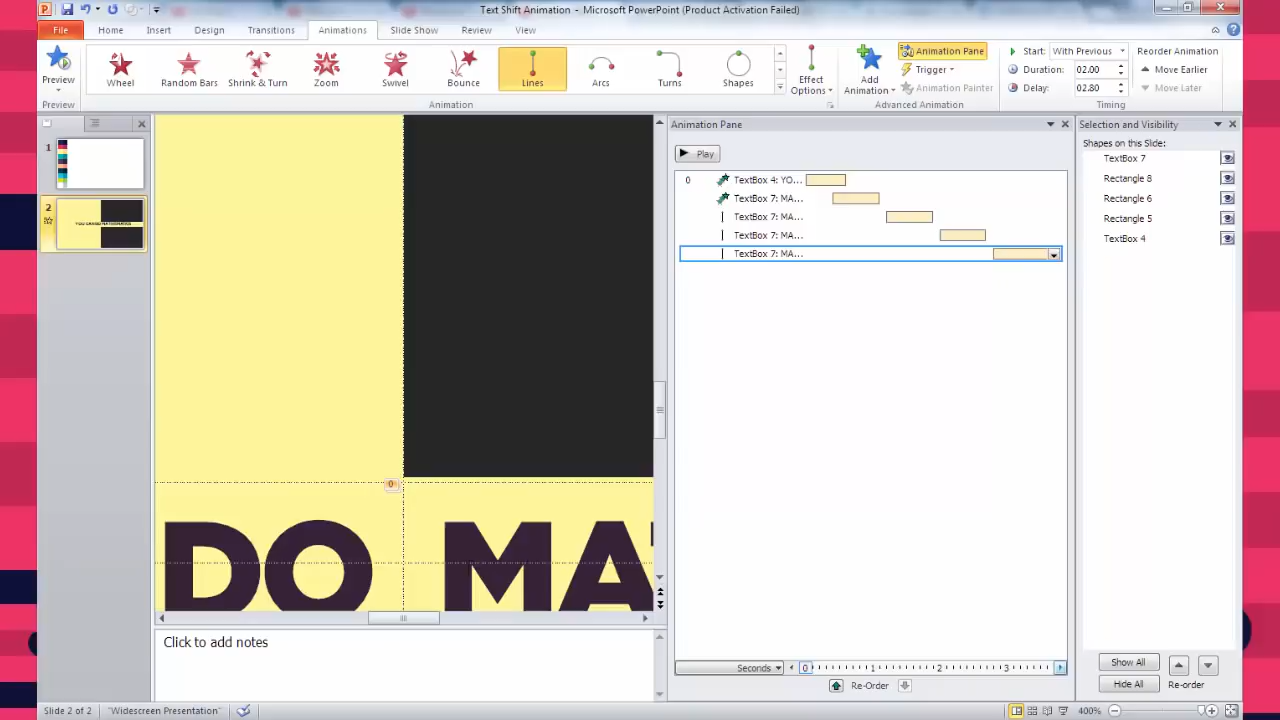 Text Shift Animation - Microsoft PowerPoint (Product Activation Failed)
File Home Insert Design Transitions Animations Slide Show Review View
Preview
Wheel Random Bars Shrink & Turn Zoom Swivel Bounce Lines Arcs Turns Shapes
Effect Options
Add Animation
Animation Pane
Trigger
Animation Painter
Start: With Previous
Duration: 02.00
Delay: 02.80
Reorder Animation
Move Earlier
Move Later
Preview Animation Advanced Animation Timing
1
2
0
DO MA
Click to add notes
Animation Pane
Play
0 TextBox 4: YO...
TextBox 7: MA...
TextBox 7: MA...
TextBox 7: MA...
TextBox 7: MA...
Seconds 0 1 2 3
Re-Order
Selection and Visibility
Shapes on this Slide:
TextBox 7
Rectangle 8
Rectangle 6
Rectangle 5
TextBox 4
Show All
Hide All
Re-order
Slide 2 of 2 "Widescreen Presentation" 400%